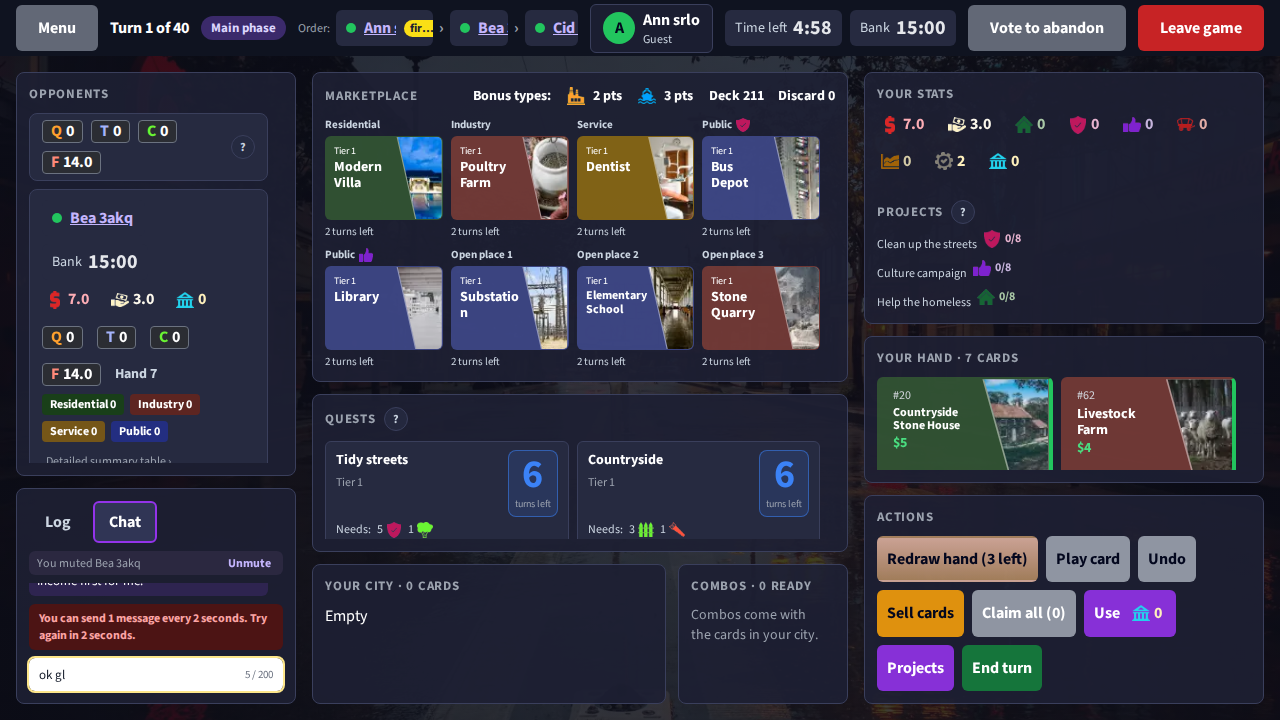 Menu
Turn 1 of 40
Main phase
Order:
Ann
fir...
›
Bea
›
Cid
A
Ann srlo
Guest
Time left 4:58
Bank 15:00
Vote to abandon
Leave game
OPPONENTS
Q 0
T 0
C 0
F 14.0
?
Bea 3akq
Bank 15:00
7.0
3.0
0
Q 0
T 0
C 0
F 14.0
Hand 7
Residential 0
Industry 0
Service 0
Public 0
Detailed summary table ›
Log
Chat
You muted Bea 3akq
Unmute
income first for me!
You can send 1 message every 2 seconds. Try
again in 2 seconds.
ok gl
5 / 200
MARKETPLACE
Bonus types:
2 pts
3 pts
Deck 211
Discard 0
Residential
Tier 1
Modern
Villa
2 turns left
Industry
Tier 1
Poultry
Farm
2 turns left
Service
Tier 1
Dentist
2 turns left
Public
Tier 1
Bus
Depot
2 turns left
Public
Tier 1
Library
2 turns left
Open place 1
Tier 1
Substatio
n
2 turns left
Open place 2
Tier 1
Elementary
School
2 turns left
Open place 3
Tier 1
Stone
Quarry
2 turns left
QUESTS
?
Tidy streets
Tier 1
6
turns left
Needs: 5 1
Countryside
Tier 1
6
turns left
Needs: 3 1
YOUR CITY · 0 CARDS
Empty
COMBOS · 0 READY
Combos come with
the cards in your city.
YOUR STATS
7.0
3.0
0
0
0
0
0
2
0
PROJECTS
?
Clean up the streets 0/8
Culture campaign 0/8
Help the homeless 0/8
YOUR HAND · 7 CARDS
#20
Countryside
Stone House
$5
#62
Livestock
Farm
$4
ACTIONS
Redraw hand (3 left)
Play card
Undo
Sell cards
Claim all (0)
Use 0
Projects
End turn